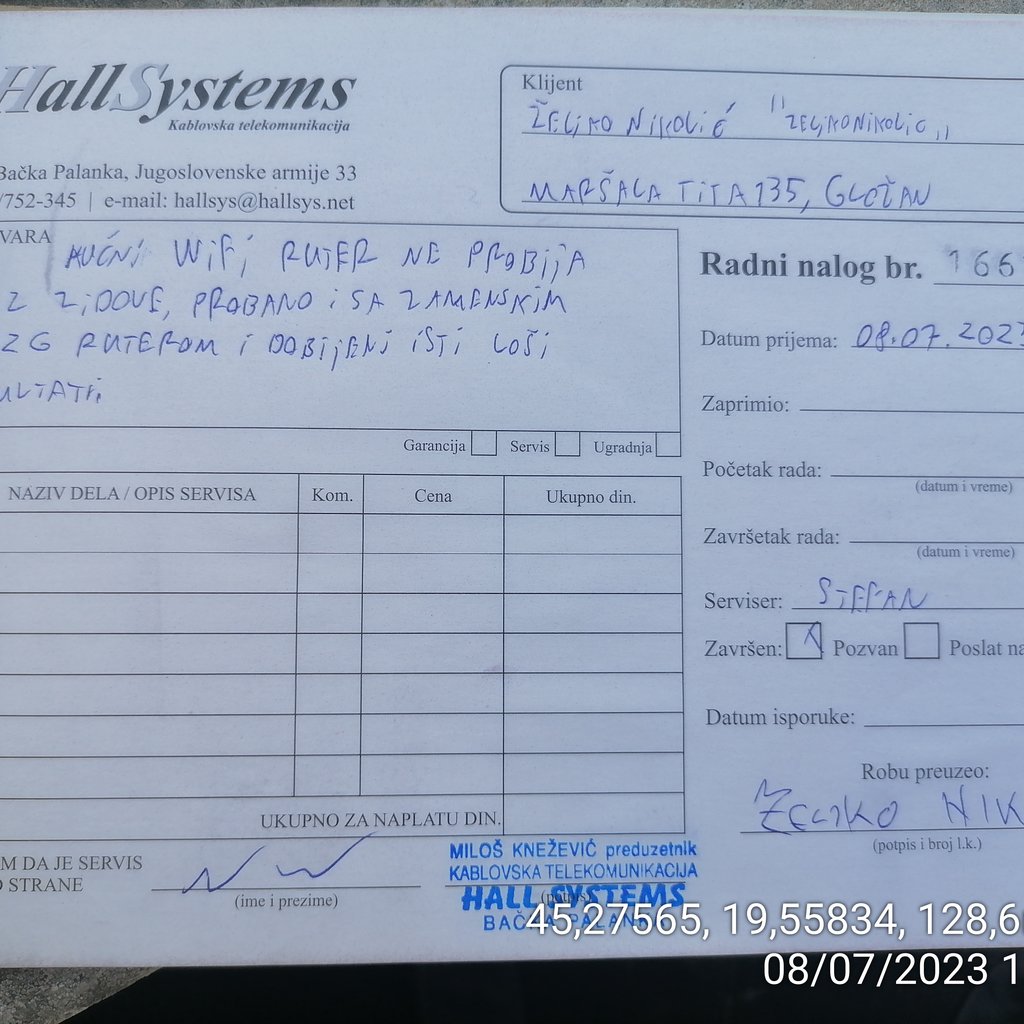 HallSystems
Kablovska telekomunikacija
Bačka Palanka, Jugoslovenske armije 33
/752-345 | e-mail: hallsys@hallsys.net
Klijent
ŽELJKO NIKOLIĆ "ZELJKONIKOLIC"
MARŠALA TITA 135, GLOŽAN
VARA
KUĆNI WIFI RUTER NE PROBIJA
Z ZIDOVE, PROBANO I SA ZAMENSKIM
RUTEROM I DOBIJENI ISTI LOŠI
ULTATI
Garancija Servis Ugradnja
Radni nalog br. 166
Datum prijema: 08.07.2023
Zaprimio:
Početak rada:
(datum i vreme)
Završetak rada:
(datum i vreme)
Serviser: STEFAN
Završen: X Pozvan Poslat na
Datum isporuke:
Robu preuzeo:
ŽELJKO NIK
(potpis i broj l.k.)
NAZIV DELA / OPIS SERVISA Kom. Cena Ukupno din.
UKUPNO ZA NAPLATU DIN.
M DA JE SERVIS
O STRANE
(ime i prezime)
(potpis)
MILOŠ KNEŽEVIĆ preduzetnik
KABLOVSKA TELEKOMUNIKACIJA
HALL SYSTEMS
BAČKA PALANKA
45,27565, 19,55834, 128,6
08/07/2023 1